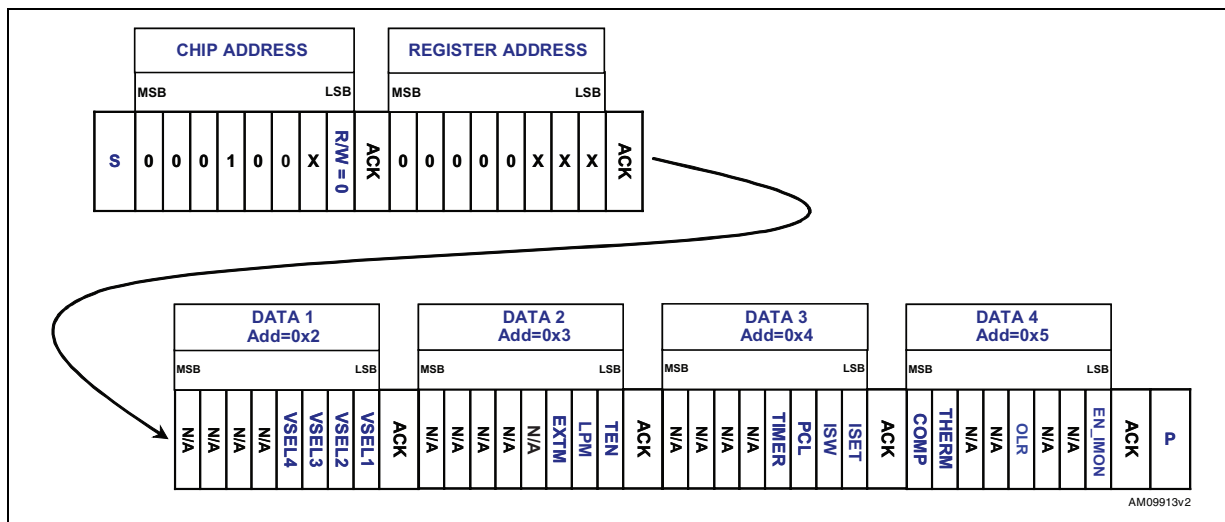 CHIP ADDRESS REGISTER ADDRESS
MSB LSB MSB LSB
S 0 0 0 1 0 0 X R/W = 0 ACK 0 0 0 0 0 X X X ACK
DATA 1 DATA 2 DATA 3 DATA 4
Add=0x2 Add=0x3 Add=0x4 Add=0x5
MSB LSB MSB LSB MSB LSB MSB LSB
N/A N/A N/A N/A VSEL4 VSEL3 VSEL2 VSEL1 ACK N/A N/A N/A N/A N/A EXTM LPM TEN ACK N/A N/A N/A N/A TIMER PCL ISW ISET ACK COMP THERM N/A N/A OLR N/A N/A EN_IMON ACK P
AM09913v2